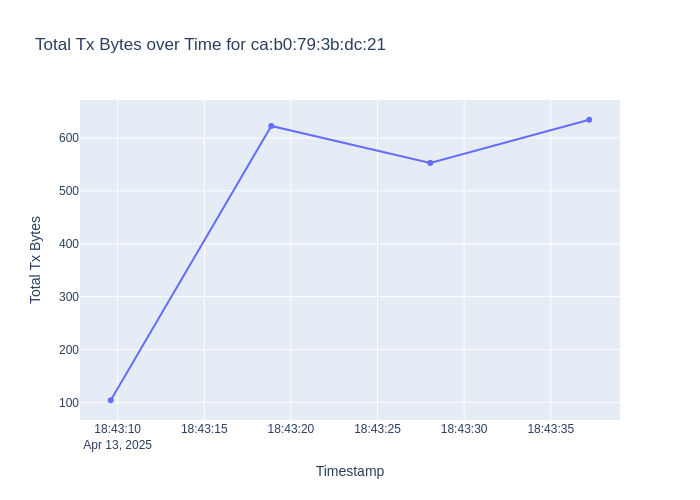 Total Tx Bytes over Time for ca:b0:79:3b:dc:21
Total Tx Bytes
600
500
400
300
200
100
18:43:10 18:43:15 18:43:20 18:43:25 18:43:30 18:43:35
Apr 13, 2025
Timestamp